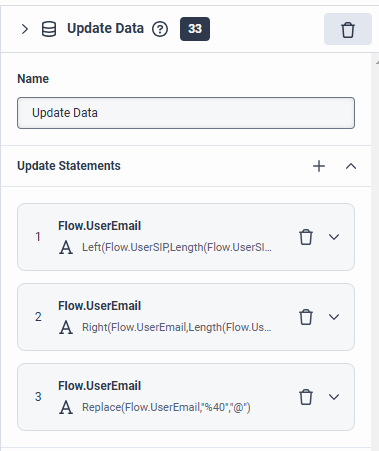 Update Data ? 33
Name
Update Data
Update Statements
1
Flow.UserEmail
Left(Flow.UserSIP,Length(Flow.UserSI...
2
Flow.UserEmail
Right(Flow.UserEmail,Length(Flow.Us...
3
Flow.UserEmail
Replace(Flow.UserEmail,"%40","@")